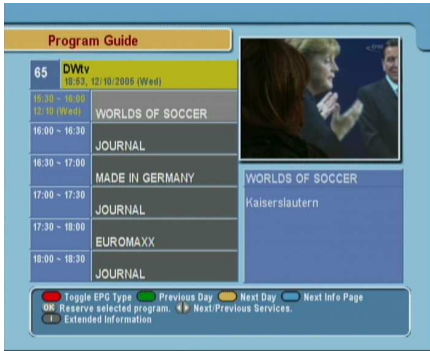 Program Guide
65 DWtv
18:53, 12/10/2005 (Wed)
15:30 ~ 16:00
12/10 (Wed)
WORLDS OF SOCCER
16:00 ~ 16:30
JOURNAL
16:30 ~ 17:00
MADE IN GERMANY
17:00 ~ 17:30
JOURNAL
17:30 ~ 18:00
EUROMAXX
18:00 ~ 18:30
JOURNAL
WORLDS OF SOCCER
Kaiserslautern
Toggle EPG Type Previous Day Next Day Next Info Page
OK Reserve selected program. Next/Previous Services.
i Extended Information